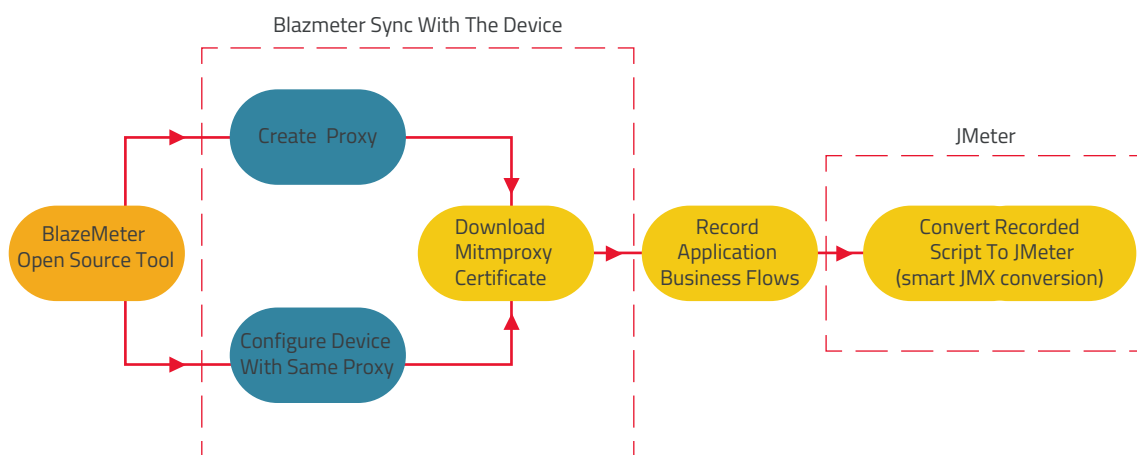 Blazmeter Sync With The Device
Create Proxy
JMeter
BlazeMeter
Open Source Tool
Download
Mitmproxy
Certificate
Record
Application
Business Flows
Convert Recorded
Script To JMeter
(smart JMX conversion)
Configure Device
With Same Proxy